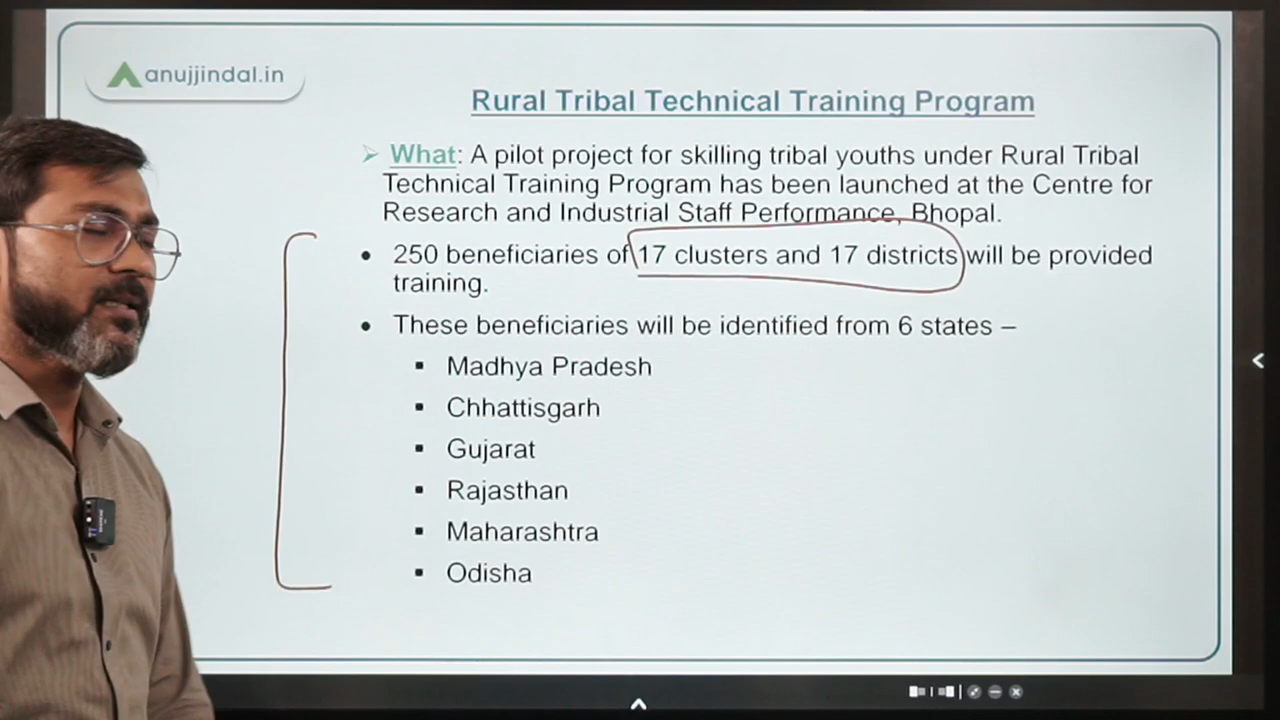 anujjindal.in
Rural Tribal Technical Training Program
➢ What: A pilot project for skilling tribal youths under Rural Tribal
Technical Training Program has been launched at the Centre for
Research and Industrial Staff Performance, Bhopal.
• 250 beneficiaries of 17 clusters and 17 districts will be provided
training.
• These beneficiaries will be identified from 6 states –
▪ Madhya Pradesh
▪ Chhattisgarh
▪ Gujarat
▪ Rajasthan
▪ Maharashtra
▪ Odisha